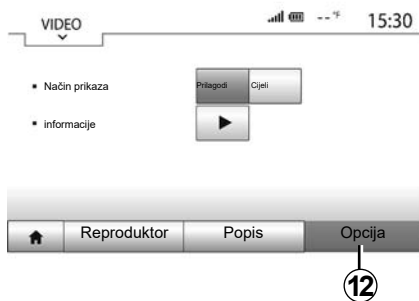 VIDEO
--°F 15:30
▪ Način prikaza Prilagodi Cijeli
▪ informacije
Reproduktor Popis Opcija
12